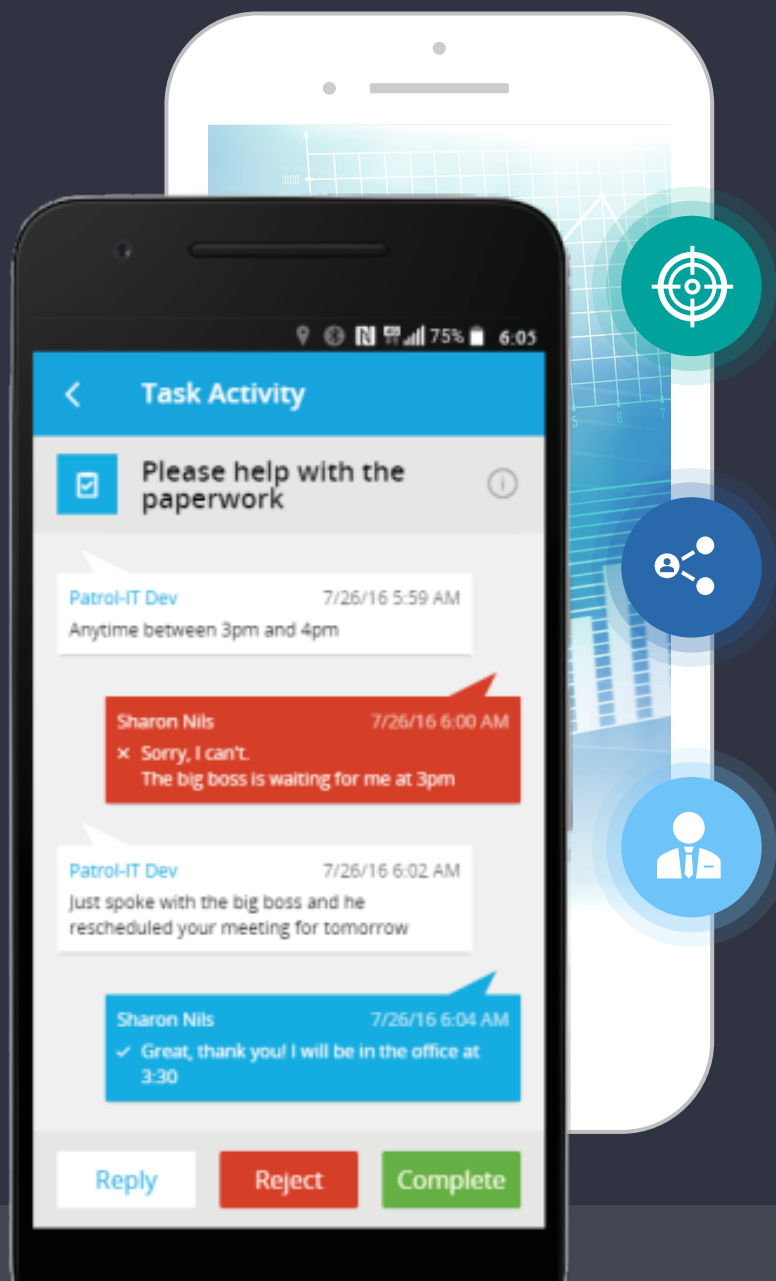 3100
75% 6:05
Task Activity
Please help with the
paperwork
Patrol-IT Dev 7/26/16 5:59 AM
Anytime between 3pm and 4pm
Sharon Nils 7/26/16 6:00 AM
Sorry, I can't.
The big boss is waiting for me at 3pm
Patrol-IT Dev 7/26/16 6:02 AM
Just spoke with the big boss and he
rescheduled your meeting for tomorrow
Sharon Nils 7/26/16 6:04 AM
Great, thank you! I will be in the office at
3:30
Reply Reject Complete
5 6 7